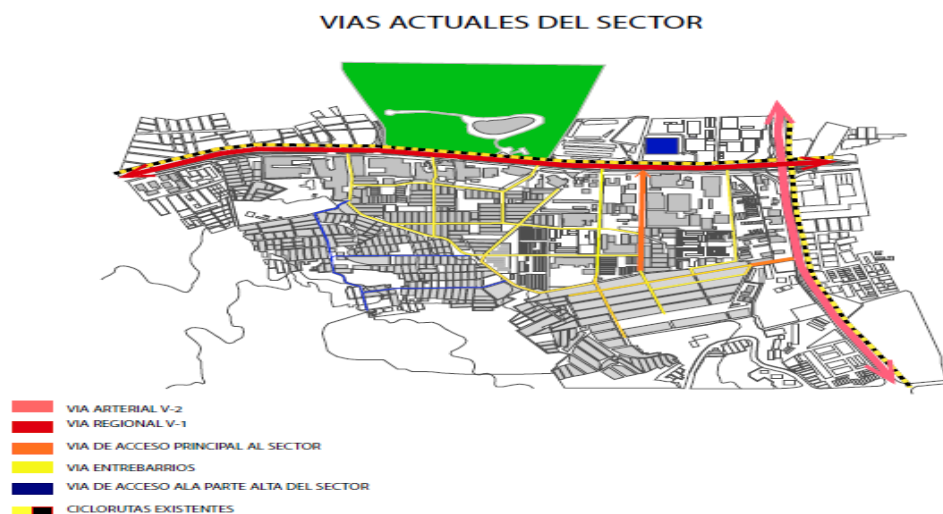 VIAS ACTUALES DEL SECTOR
VIA ARTERIAL V-2
VIA REGIONAL V-1
VIA DE ACCESO PRINCIPAL AL SECTOR
VIA ENTREBARRIOS
VIA DE ACCESO ALA PARTE ALTA DEL SECTOR
CICLORUTAS EXISTENTES